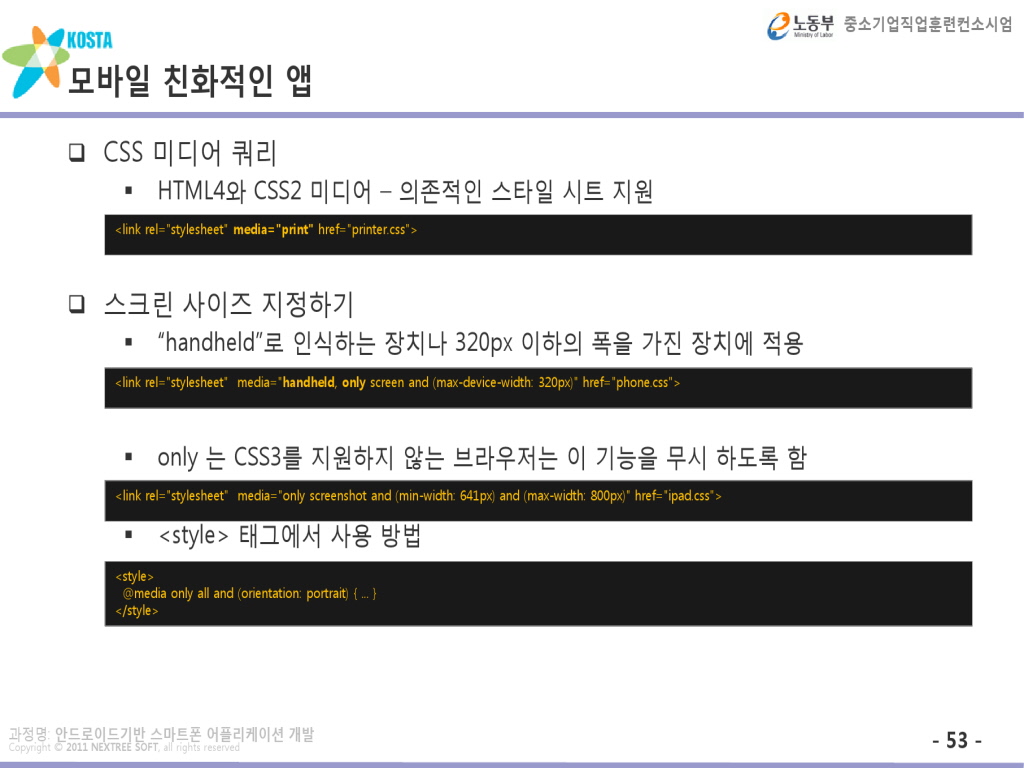 KOSTA
노동부
Ministry of Labor
중소기업직업훈련컨소시엄
모바일 친화적인 앱
❑ CSS 미디어 쿼리
▪ HTML4와 CSS2 미디어 – 의존적인 스타일 시트 지원
<link rel="stylesheet" media="print" href="printer.css">
❑ 스크린 사이즈 지정하기
▪ “handheld”로 인식하는 장치나 320px 이하의 폭을 가진 장치에 적용
<link rel="stylesheet"  media="handheld, only screen and (max-device-width: 320px)" href="phone.css">
▪ only 는 CSS3를 지원하지 않는 브라우저는 이 기능을 무시 하도록 함
<link rel="stylesheet"  media="only screenshot and (min-width: 641px) and (max-width: 800px)" href="ipad.css">
▪ <style> 태그에서 사용 방법
<style>
@media only all and (orientation: portrait) { ... }
</style>
과정명: 안드로이드기반 스마트폰 어플리케이션 개발
Copyright © 2011 NEXTREE SOFT, all rights reserved
- 53 -